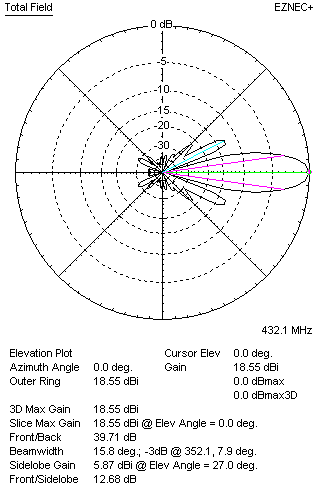 Total Field
EZNEC+
0 dB
-5
-10
-15
-20
-30
432.1 MHz
Elevation Plot
Cursor Elev 0.0 deg.
Azimuth Angle 0.0 deg.
Gain 18.55 dBi
Outer Ring 18.55 dBi
0.0 dBmax
0.0 dBmax3D
3D Max Gain 18.55 dBi
Slice Max Gain 18.55 dBi @ Elev Angle = 0.0 deg.
Front/Back 39.71 dB
Beamwidth 15.8 deg.; -3dB @ 352.1, 7.9 deg.
Sidelobe Gain 5.87 dBi @ Elev Angle = 27.0 deg.
Front/Sidelobe 12.68 dB